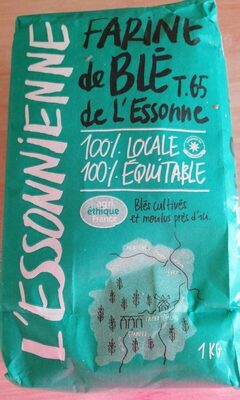 L'ESSONNIENNE
FARINE
de BLÉ T.65
de L'Essonne
100% LOCALE
100% ÉQUITABLE
agri
éthique
France
Blés cultivés
et moulus près d'ici.
1 KG